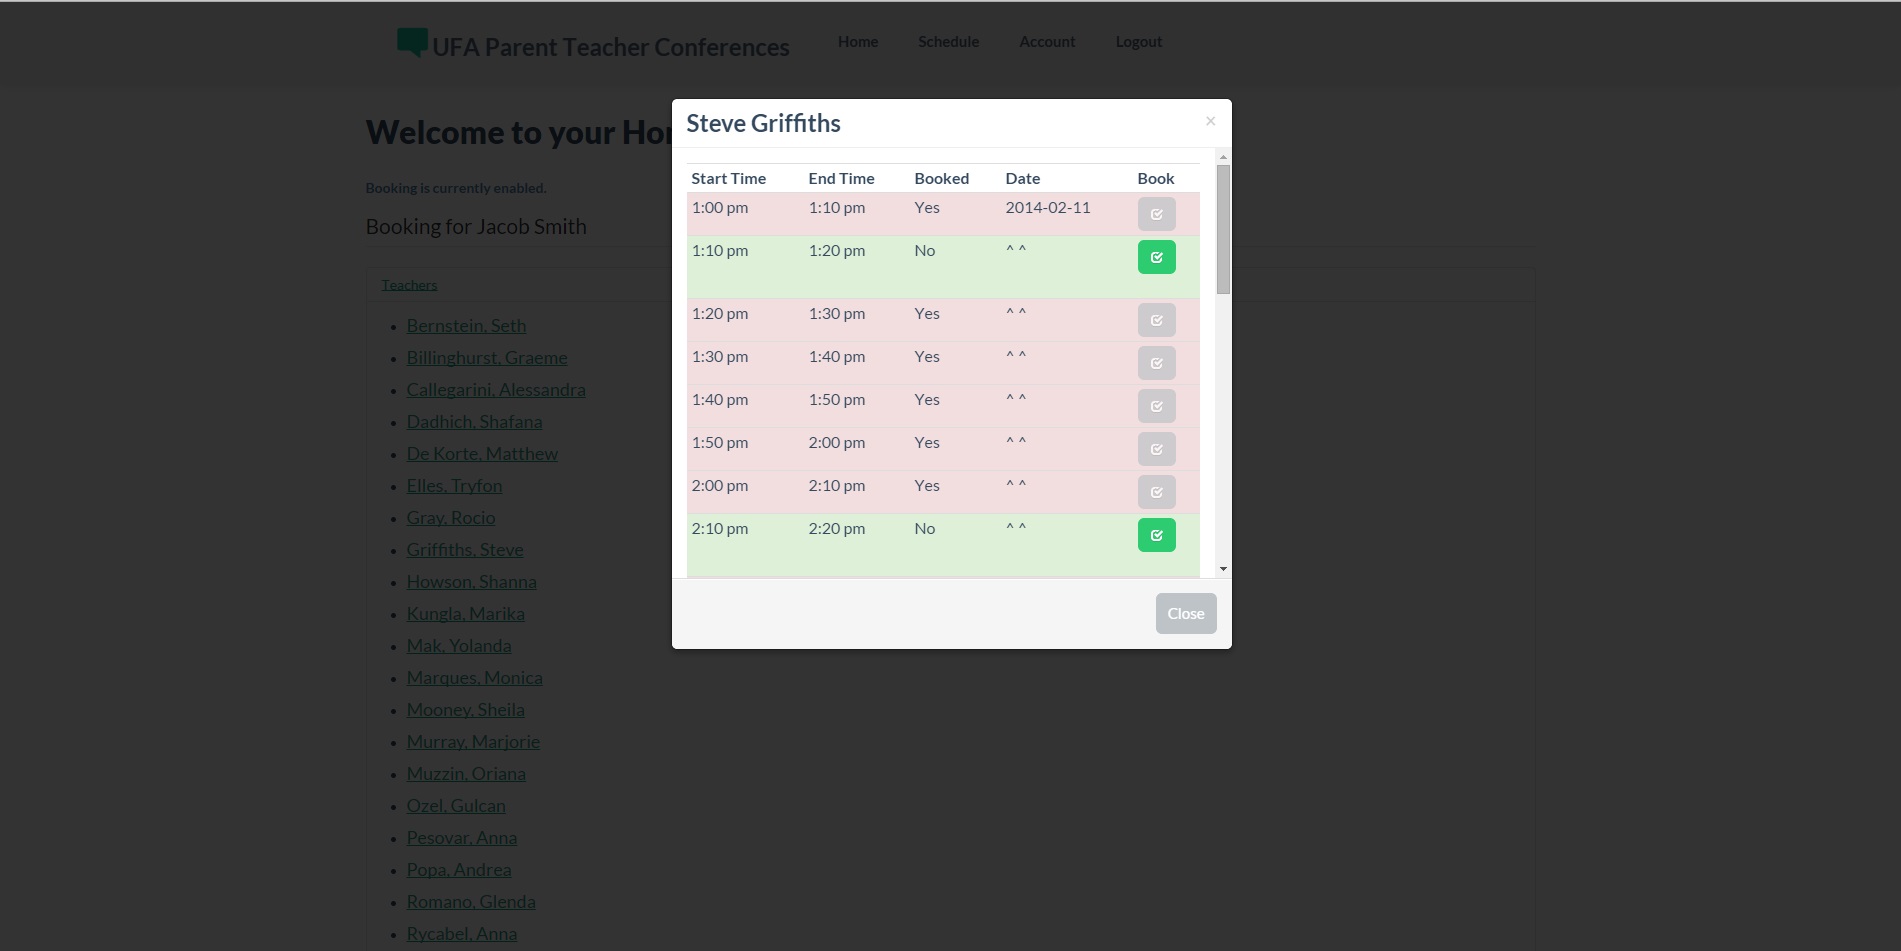 UFA Parent Teacher Conferences Home Schedule Account Logout
Welcome to your Hor
Booking is currently enabled.
Booking for Jacob Smith
Teachers
Bernstein, Seth
Billinghurst, Graeme
Callegarini, Alessandra
Dadhich, Shafana
De Korte, Matthew
Elles, Tryfon
Gray, Rocio
Griffiths, Steve
Howson, Shanna
Kungla, Marika
Mak, Yolanda
Marques, Monica
Mooney, Sheila
Murray, Marjorie
Muzzin, Oriana
Ozel, Gulcan
Pesovar, Anna
Popa, Andrea
Romano, Glenda
Rycabel, Anna
Steve Griffiths ×
Start Time End Time Booked Date Book
1:00 pm 1:10 pm Yes 2014-02-11
1:10 pm 1:20 pm No ^ ^
1:20 pm 1:30 pm Yes ^ ^
1:30 pm 1:40 pm Yes ^ ^
1:40 pm 1:50 pm Yes ^ ^
1:50 pm 2:00 pm Yes ^ ^
2:00 pm 2:10 pm Yes ^ ^
2:10 pm 2:20 pm No ^ ^
Close